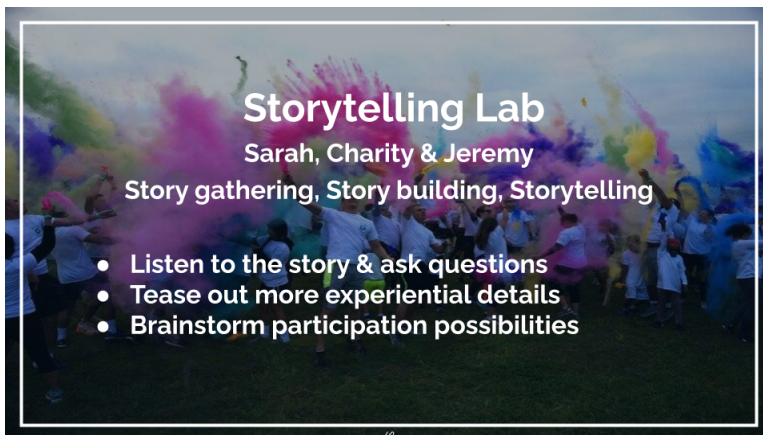 Storytelling Lab
Sarah, Charity & Jeremy
Story gathering, Story building, Storytelling
● Listen to the story & ask questions
● Tease out more experiential details
● Brainstorm participation possibilities